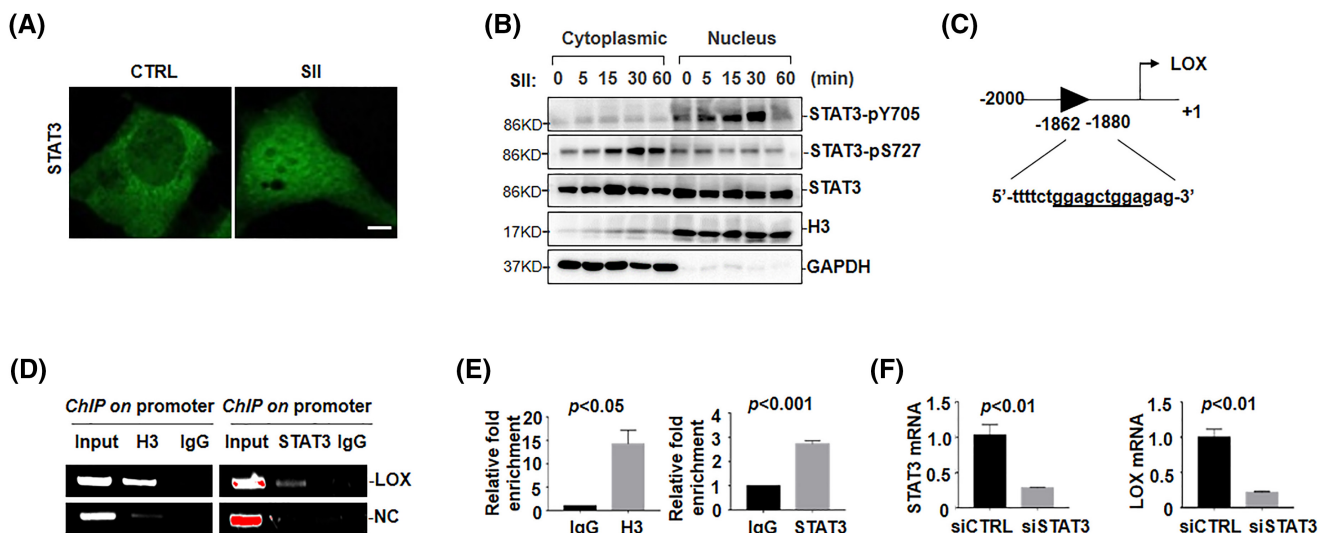 (A)
CTRL SII
STAT3
(B)
Cytoplasmic Nucleus
SII: 0 5 15 30 60 0 5 15 30 60 (min)
86KD STAT3-pY705
86KD STAT3-pS727
86KD STAT3
17KD H3
37KD GAPDH
(C)
LOX
-2000 +1
-1862 -1880
5’-ttttctggagctggagag-3’
(D)
ChIP on promoter ChIP on promoter
Input H3 IgG Input STAT3 IgG
-LOX
-NC
(E)
p<0.05
Relative fold
enrichment
20
15
10
5
0
IgG H3
p<0.001
Relative fold
enrichment
4
3
2
1
0
IgG STAT3
(F)
p<0.01
STAT3 mRNA
1.5
1.0
0.5
0
siCTRL siSTAT3
p<0.01
LOX mRNA
1.5
1.0
0.5
0
siCTRL siSTAT3